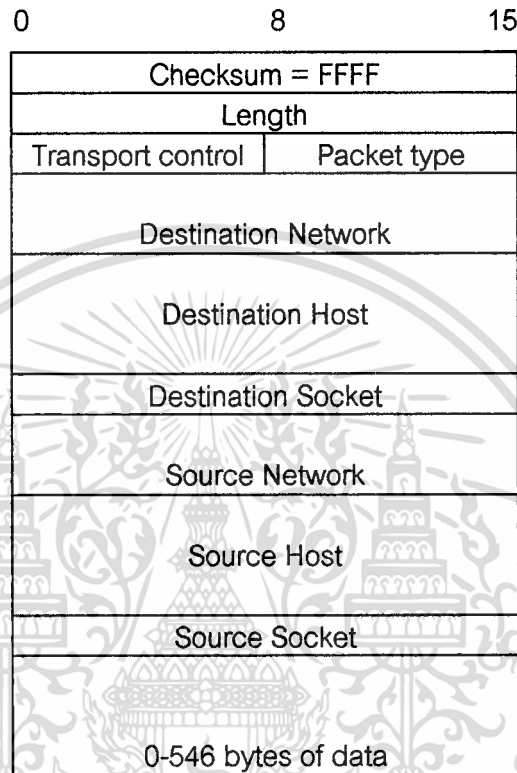 0 8 15
Checksum = FFFF
Length
Transport control Packet type
Destination Network
Destination Host
Destination Socket
Source Network
Source Host
Source Socket
0-546 bytes of data